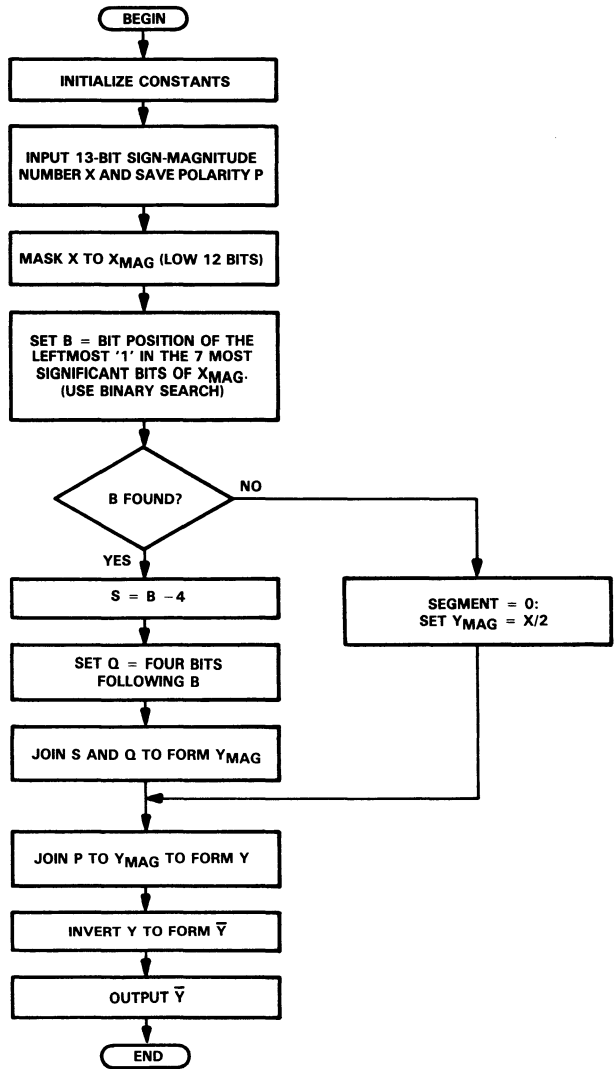 BEGIN
INITIALIZE CONSTANTS
INPUT 13-BIT SIGN-MAGNITUDE
NUMBER X AND SAVE POLARITY P
MASK X TO XMAG (LOW 12 BITS)
SET B = BIT POSITION OF THE
LEFTMOST '1' IN THE 7 MOST
SIGNIFICANT BITS OF XMAG.
(USE BINARY SEARCH)
B FOUND?
NO
YES
S = B – 4
SEGMENT = 0:
SET YMAG = X/2
SET Q = FOUR BITS
FOLLOWING B
JOIN S AND Q TO FORM YMAG
JOIN P TO YMAG TO FORM Y
INVERT Y TO FORM Y̅
OUTPUT Y̅
END